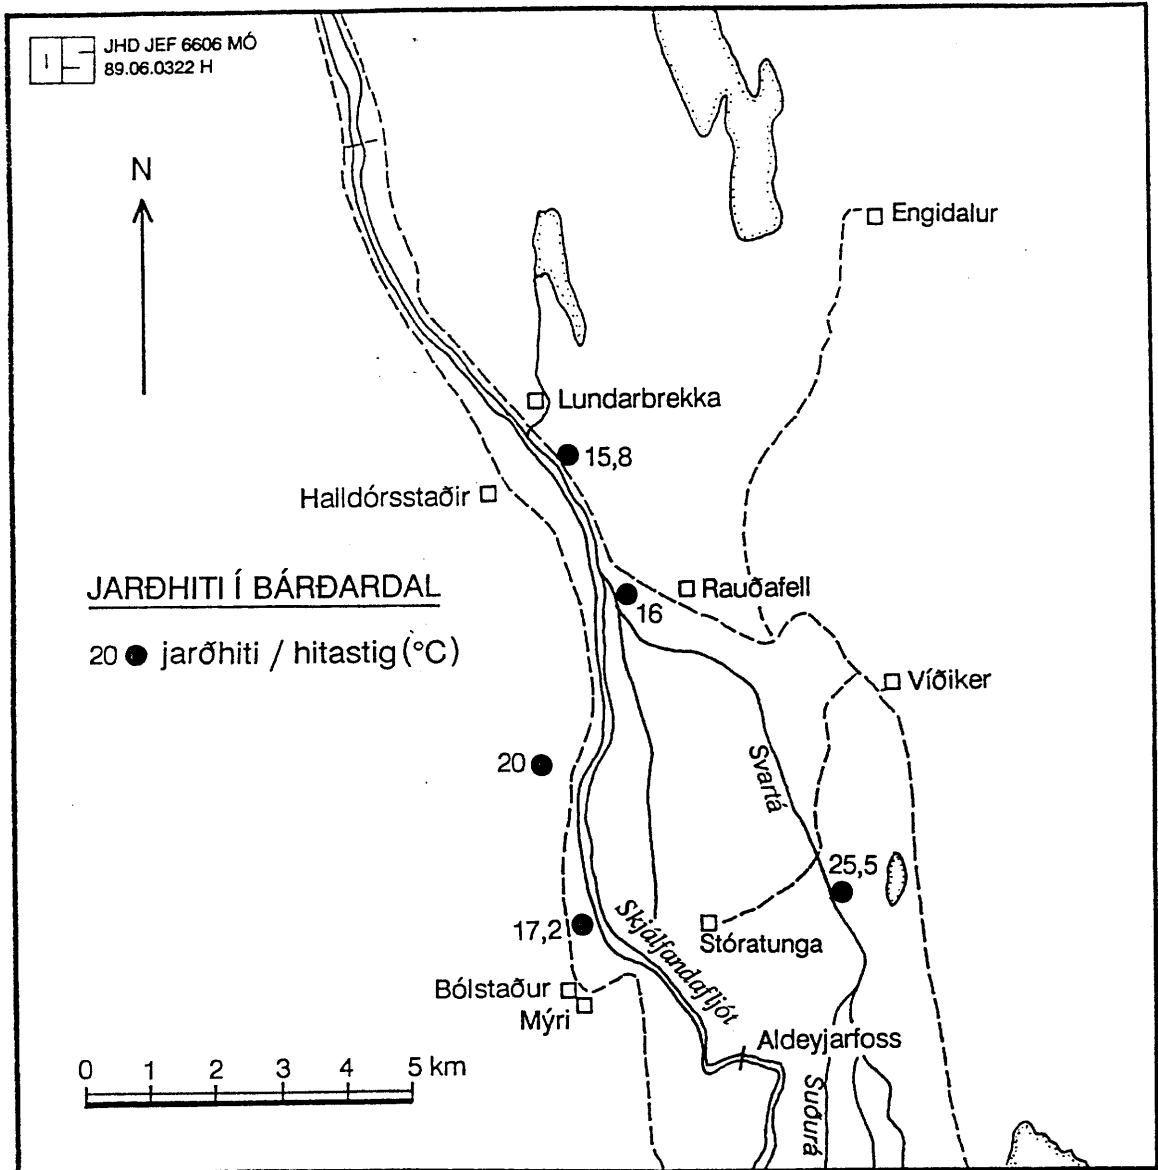 JHD JEF 6606 MÓ
89.06.0322 H
N
Engidalur
Lundarbrekka
15,8
Halldórsstaðir
JARÐHITI Í BÁRÐARDAL
Rauðafell
16
20 jarðhiti / hitastig (°C)
Víðiker
20
Svartá
25,5
17,2
Skjálfandafljót
Stóratunga
Bólstaður
Mýri
Aldeyjarfoss
0 1 2 3 4 5 km
Suðurá